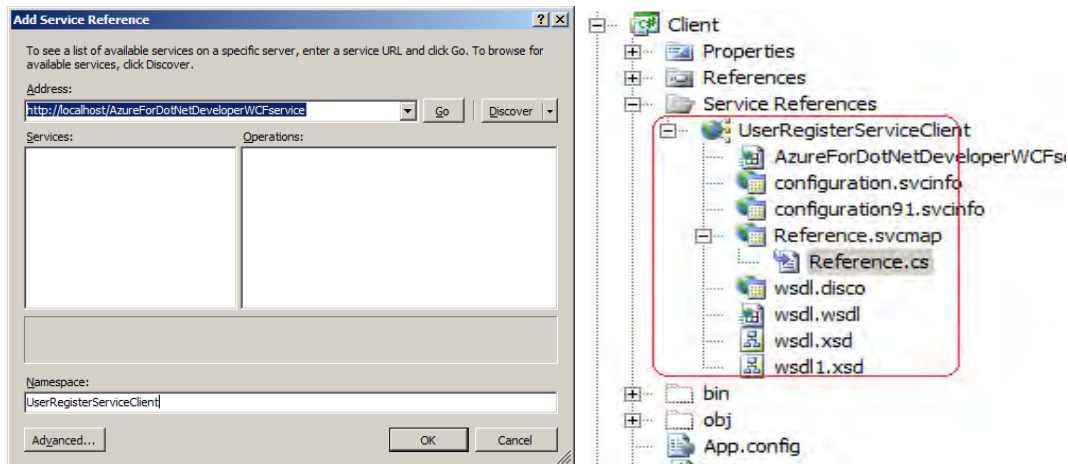 Add Service Reference
To see a list of available services on a specific server, enter a service URL and click Go. To browse for
available services, click Discover.
Address:
http://localhost/AzureForDotNetDeveloperWCFservice
Go
Discover
Services:
Operations:
Namespace:
UserRegisterServiceClient
Advanced...
OK
Cancel
Client
Properties
References
Service References
UserRegisterServiceClient
AzureForDotNetDeveloperWCFse
configuration.svcinfo
configuration91.svcinfo
Reference.svcmap
Reference.cs
wsdl.disco
wsdl.wsdl
wsdl.xsd
wsdl1.xsd
bin
obj
App.config